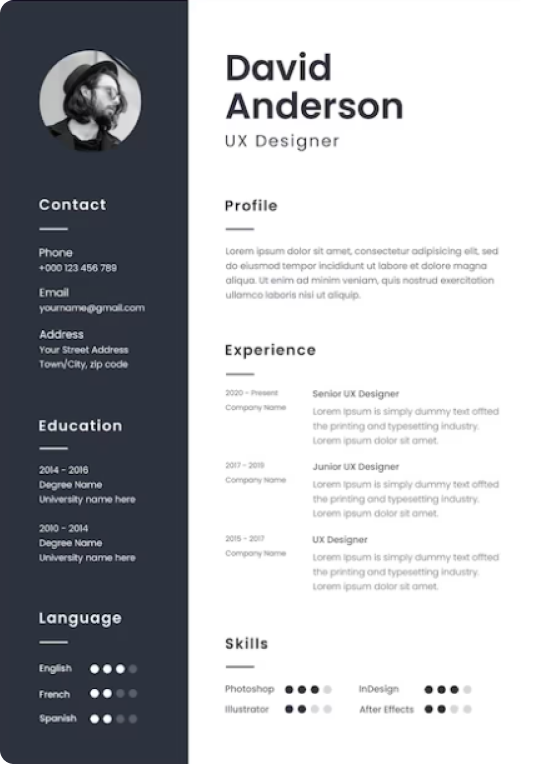 David
Anderson
UX Designer
Contact
Phone
+000 123 456 789
Email
yourname@gmail.com
Address
Your Street Address
Town/City, zip code
Education
2014 - 2016
Degree Name
University name here
2010 - 2014
Degree Name
University name here
Language
English
French
Spanish
Profile
Lorem ipsum dolor sit amet, consectetur adipisicing elit, sed
do eiusmod tempor incididunt ut labore et dolore magna
aliqua. Ut enim ad minim veniam, quis nostrud exercitation
ullamco laboris nisi ut aliquip.
Experience
2020 - Present
Company Name
Senior UX Designer
Lorem Ipsum is simply dummy text offted
the printing and typesetting industry.
Lorem ipsum dolor sit amet.
2017 - 2019
Company Name
Junior UX Designer
Lorem Ipsum is simply dummy text offted
the printing and typesetting industry.
Lorem ipsum dolor sit amet.
2015 - 2017
Company Name
UX Designer
Lorem Ipsum is simply dummy text offted
the printing and typesetting industry.
Lorem ipsum dolor sit amet.
Skills
Photoshop
InDesign
Illustrator
After Effects